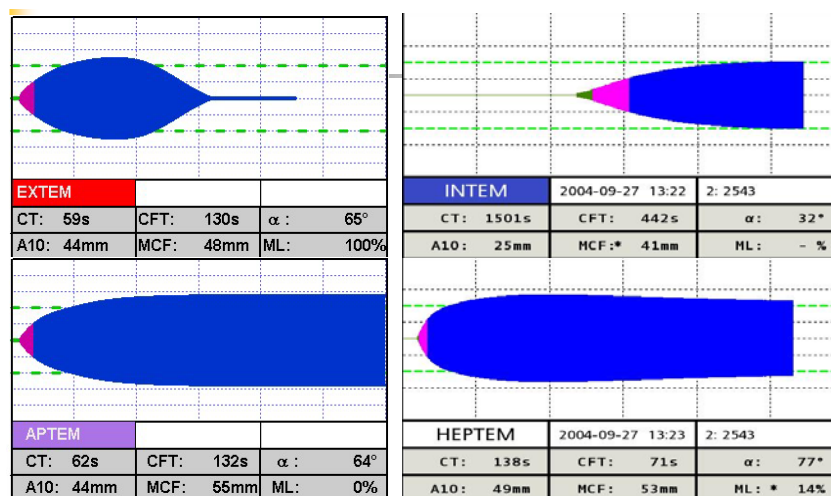 EXTEM
CT: 59s CFT: 130s α : 65°
A10: 44mm MCF: 48mm ML: 100%
INTEM 2004-09-27 13:22 2: 2543
CT: 1501s CFT: 442s α: 32°
A10: 25mm MCF:* 41mm ML: - %
APTEM
CT: 62s CFT: 132s α : 64°
A10: 44mm MCF: 55mm ML: 0%
HEPTEM 2004-09-27 13:23 2: 2543
CT: 138s CFT: 71s α: 77°
A10: 49mm MCF: 53mm ML: * 14%